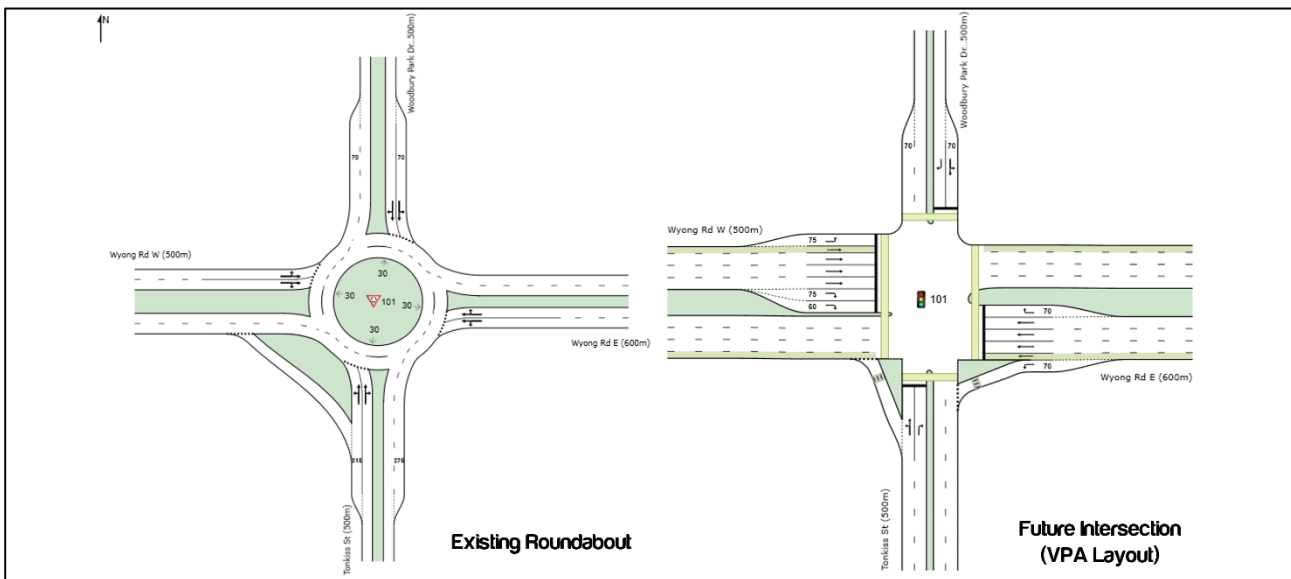 N
Woodbury Park Dr..500m)
70
70
Wyong Rd W (500m)
30
30
101
30
30
Wyong Rd E (600m)
316
276
Tonkiss St (500m)
Existing Roundabout
Woodbury Park Dr..500m)
70
70
Wyong Rd W (500m)
75
75
60
101
70
70
Wyong Rd E (600m)
Tonkiss St (500m)
Future Intersection
(VPA Layout)